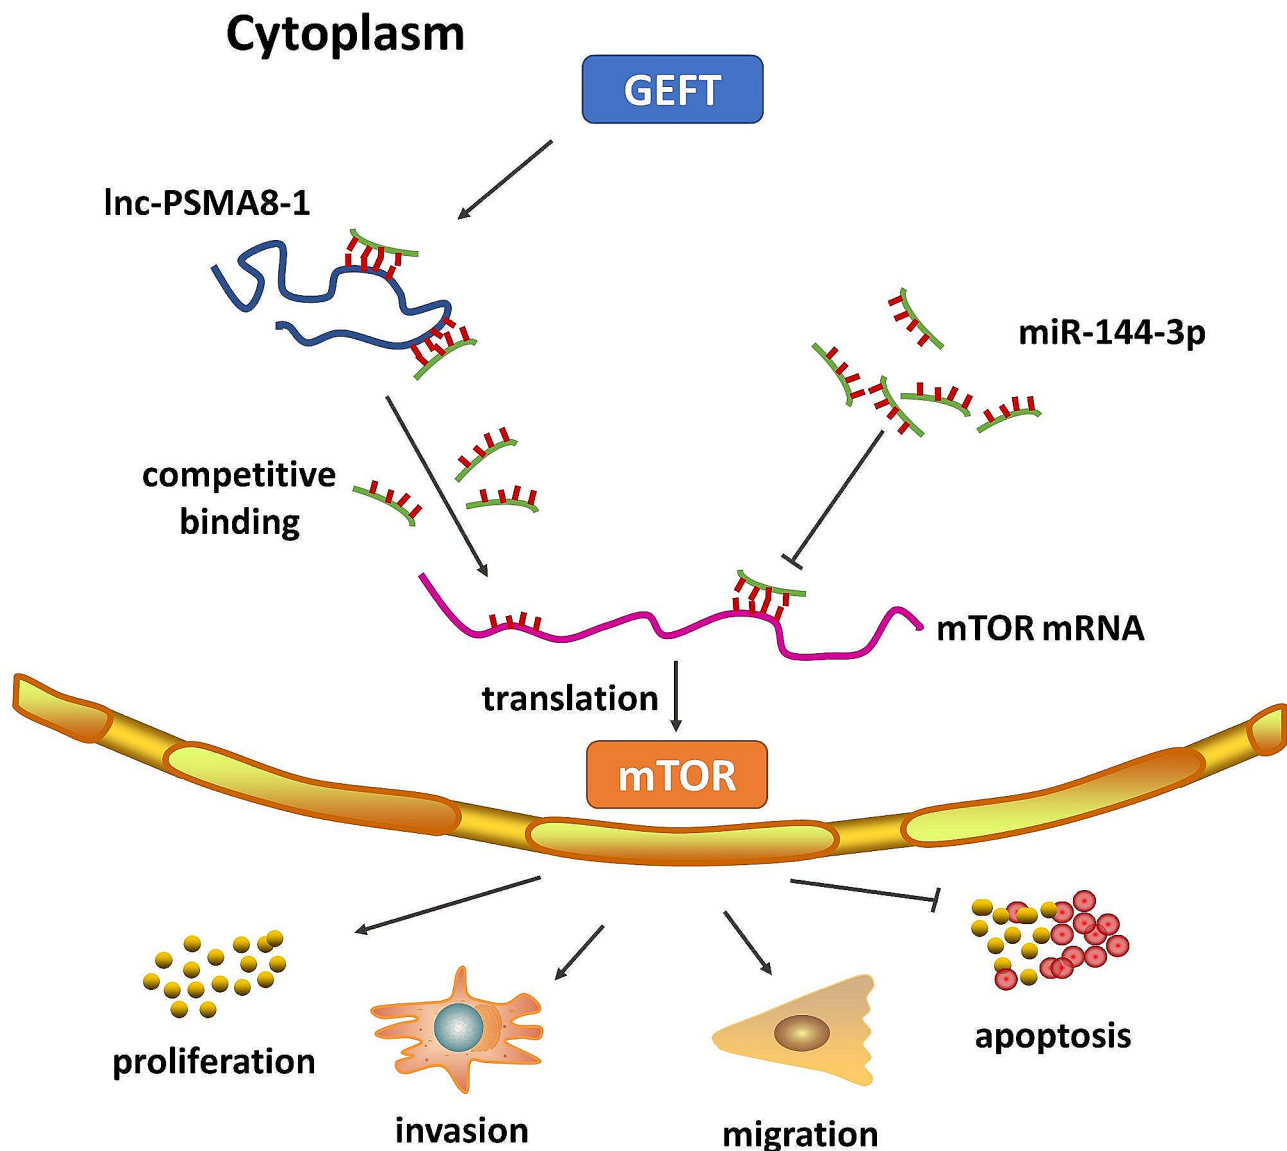 Cytoplasm
GEFT
lnc-PSMA8-1
miR-144-3p
competitive
binding
mTOR mRNA
translation
mTOR
proliferation
invasion
migration
apoptosis